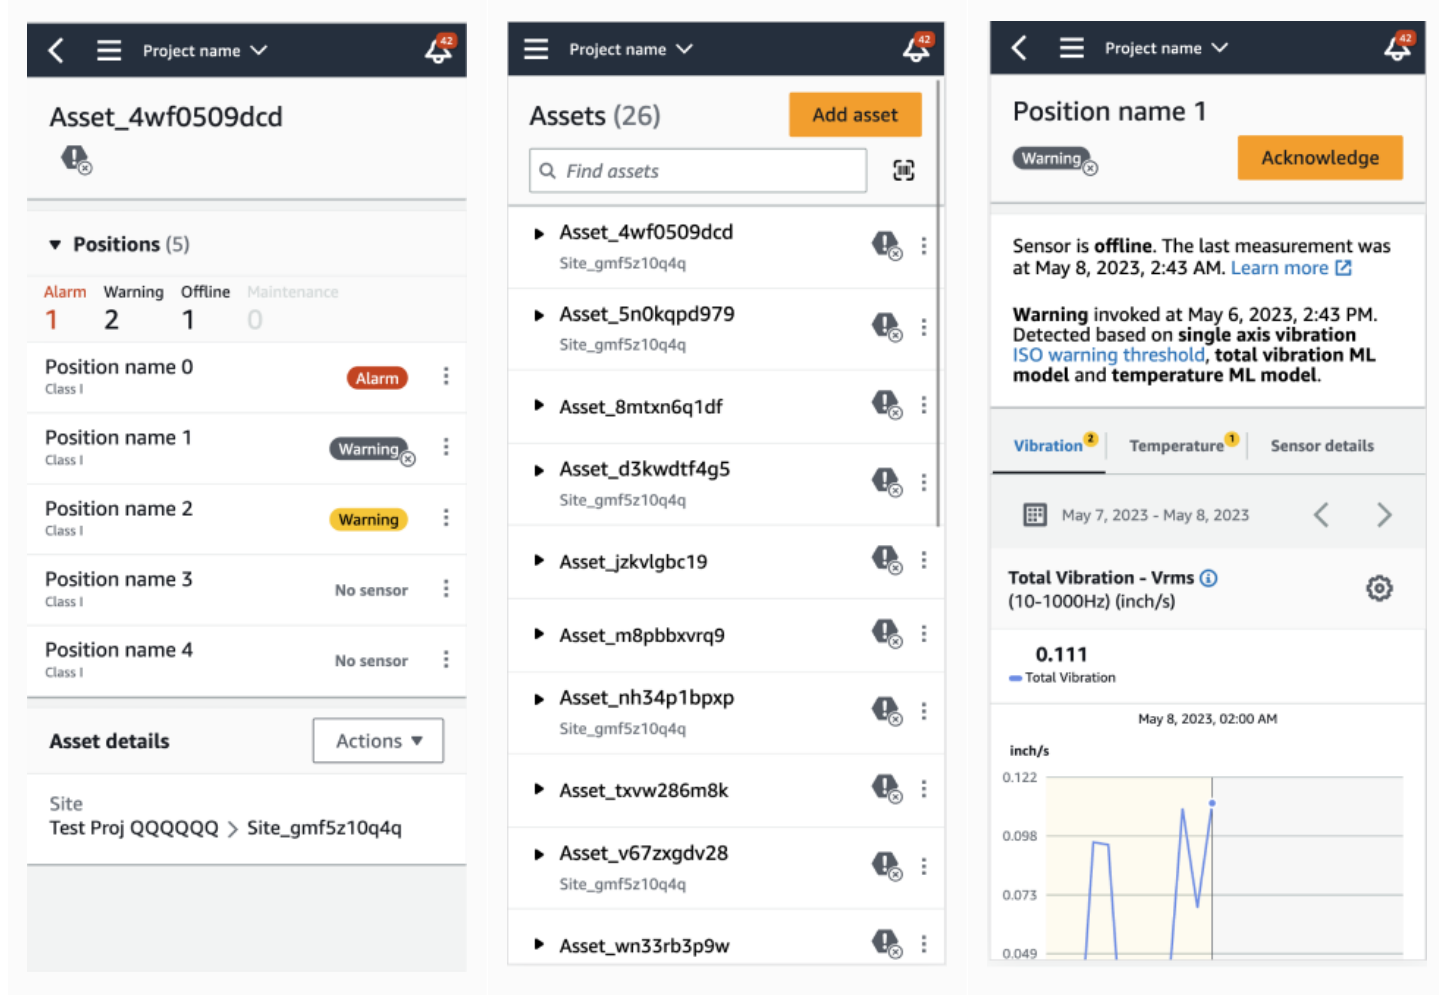 Project name
42
Asset_4wf0509dcd
Positions (5)
Alarm Warning Offline Maintenance
1 2 1 0
Position name 0
Class I
Alarm
Position name 1
Class I
Warning
Position name 2
Class I
Warning
Position name 3
Class I
No sensor
Position name 4
Class I
No sensor
Asset details
Actions
Site
Test Proj QQQQQQ > Site_gmf5z10q4q
Project name
42
Assets (26)
Add asset
Find assets
Asset_4wf0509dcd
Site_gmf5z10q4q
Asset_5n0kqpd979
Site_gmf5z10q4q
Asset_8mtxn6q1df
Asset_d3kwdtf4g5
Site_gmf5z10q4q
Asset_jzkvlgbc19
Asset_m8pbbxvrq9
Asset_nh34p1bpxp
Site_gmf5z10q4q
Asset_txvw286m8k
Asset_v67zxgdv28
Site_gmf5z10q4q
Asset_wn33rb3p9w
Project name
42
Position name 1
Warning
Acknowledge
Sensor is offline. The last measurement was
at May 8, 2023, 2:43 AM. Learn more
Warning invoked at May 6, 2023, 2:43 PM.
Detected based on single axis vibration
ISO warning threshold, total vibration ML
model and temperature ML model.
Vibration 2 Temperature 1 Sensor details
May 7, 2023 - May 8, 2023
Total Vibration - Vrms
(10-1000Hz) (inch/s)
0.111
Total Vibration
May 8, 2023, 02:00 AM
inch/s
0.122
0.098
0.073
0.049